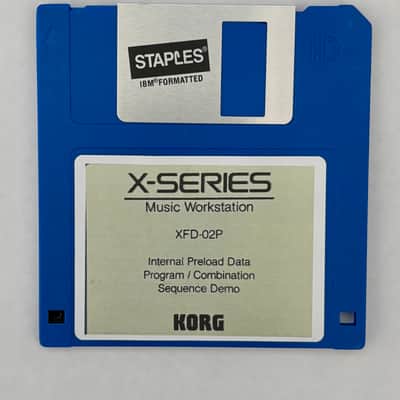 STAPLES
IBM® FORMATTED
HD
X-SERIES
Music Workstation
XFD-02P
Internal Preload Data
Program / Combination
Sequence Demo
KORG